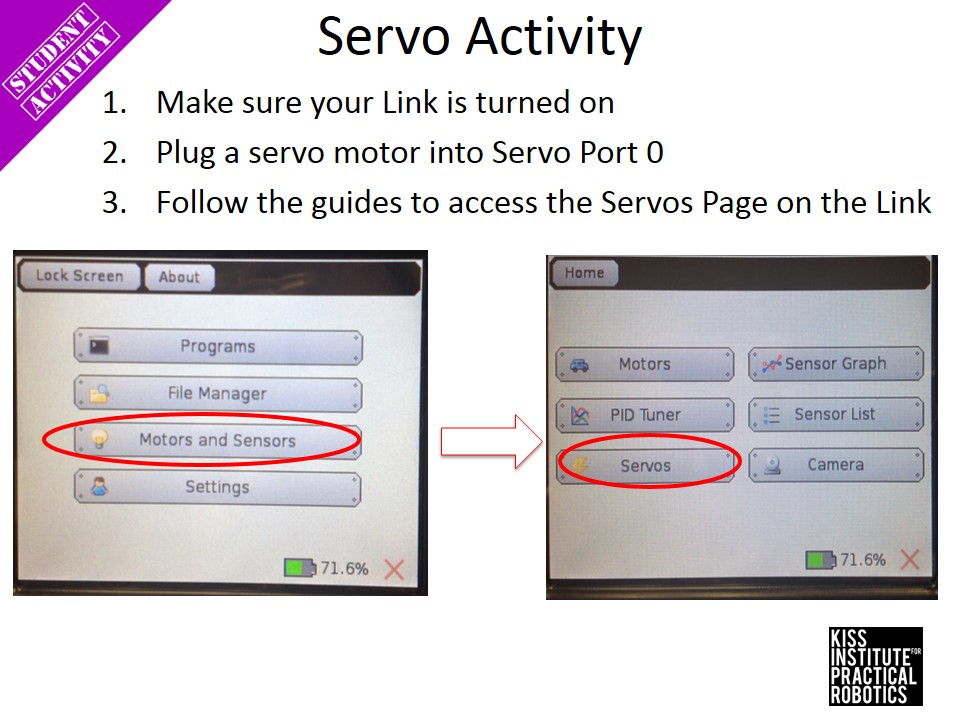 STUDENT
ACTIVITY
Servo Activity
1. Make sure your Link is turned on
2. Plug a servo motor into Servo Port 0
3. Follow the guides to access the Servos Page on the Link
Lock Screen About
Programs
File Manager
Motors and Sensors
Settings
71.6%
Home
Motors Sensor Graph
PID Tuner Sensor List
Servos Camera
71.6%
KISS
INSTITUTE FOR
PRACTICAL
ROBOTICS